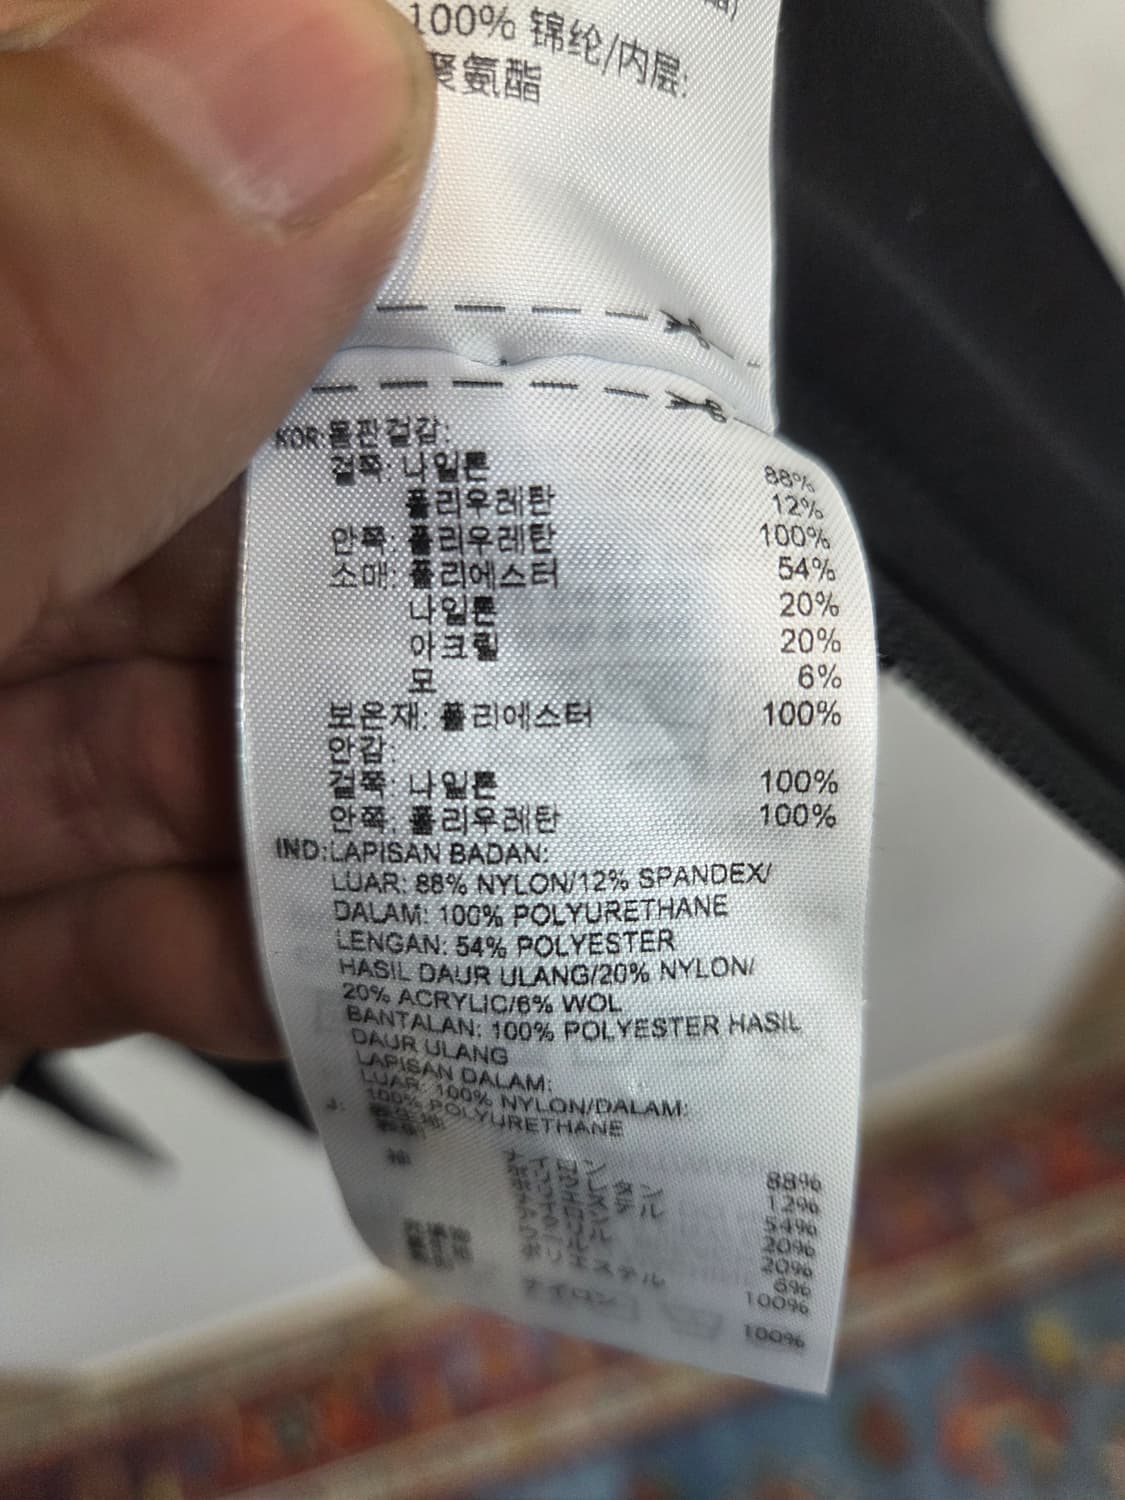 100% 锦纶/内层:
聚氨酯
KOR: 몸판겉감:
겉쪽: 나일론 88%
폴리우레탄 12%
안쪽: 폴리우레탄 100%
소매: 폴리에스터 54%
나일론 20%
아크릴 20%
모 6%
보온재: 폴리에스터 100%
안감:
겉쪽: 나일론 100%
안쪽: 폴리우레탄 100%
IND:LAPISAN BADAN:
LUAR: 88% NYLON/12% SPANDEX/
DALAM: 100% POLYURETHANE
LENGAN: 54% POLYESTER
HASIL DAUR ULANG/20% NYLON/
20% ACRYLIC/6% WOL
BANTALAN: 100% POLYESTER HASIL
DAUR ULANG
LAPISAN DALAM:
LUAR: 100% NYLON/DALAM:
100% POLYURETHANE
J:
ナイロン 88%
ポリウレタン 12%
ポリエステル 54%
ナイロン 20%
アクリル 20%
ウール 6%
ポリエステル 100%
ナイロン 100%